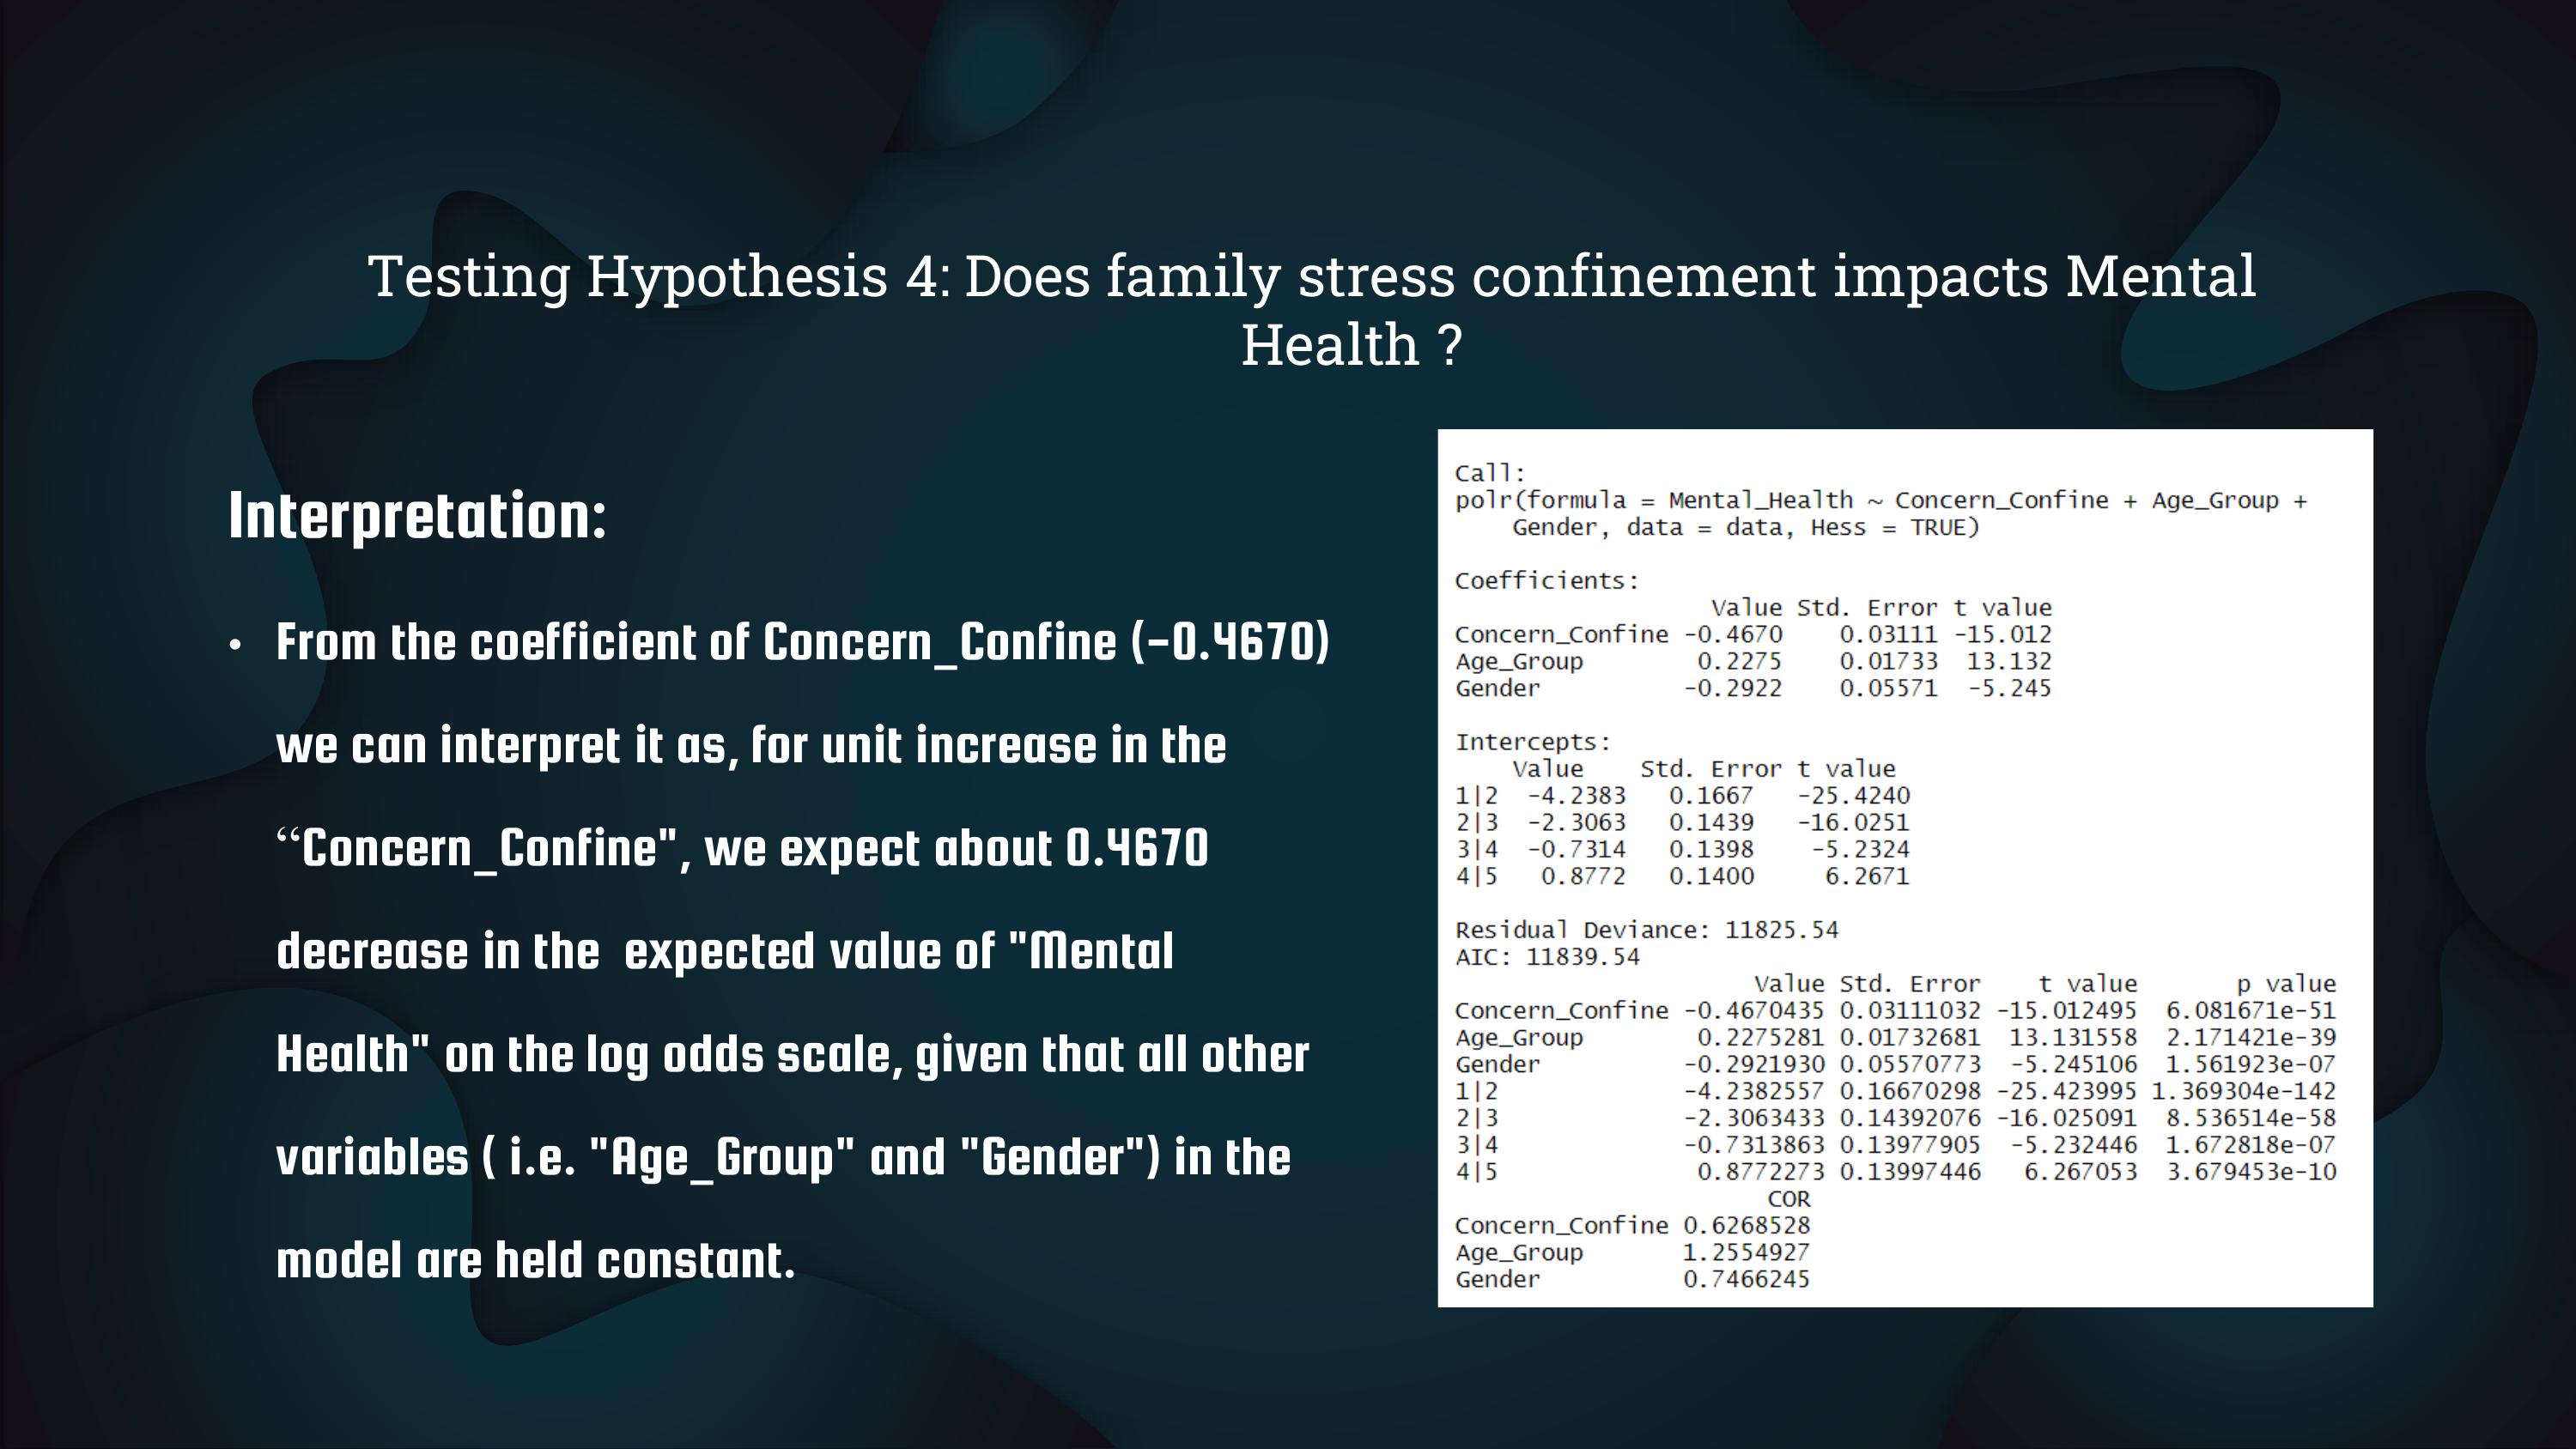 Testing Hypothesis 4: Does family stress confinement impacts Mental
Health ?
Interpretation:
• From the coefficient of Concern_Confine (-0.4670)
we can interpret it as, for unit increase in the
“Concern_Confine", we expect about 0.4670
decrease in the  expected value of "Mental
Health" on the log odds scale, given that all other
variables ( i.e. "Age_Group" and "Gender") in the
model are held constant.
Call:
polr(formula = Mental_Health ~ Concern_Confine + Age_Group +
    Gender, data = data, Hess = TRUE)
Coefficients:
                  Value Std. Error t value
Concern_Confine -0.4670    0.03111 -15.012
Age_Group        0.2275    0.01733  13.132
Gender          -0.2922    0.05571  -5.245
Intercepts:
    Value    Std. Error t value
1|2  -4.2383   0.1667   -25.4240
2|3  -2.3063   0.1439   -16.0251
3|4  -0.7314   0.1398    -5.2324
4|5   0.8772   0.1400     6.2671
Residual Deviance: 11825.54
AIC: 11839.54
                     Value Std. Error    t value       p value
Concern_Confine -0.4670435 0.03111032 -15.012495  6.081671e-51
Age_Group        0.2275281 0.01732681  13.131558  2.171421e-39
Gender          -0.2921930 0.05570773  -5.245106  1.561923e-07
1|2             -4.2382557 0.16670298 -25.423995 1.369304e-142
2|3             -2.3063433 0.14392076 -16.025091  8.536514e-58
3|4             -0.7313863 0.13977905  -5.232446  1.672818e-07
4|5              0.8772273 0.13997446   6.267053  3.679453e-10
                      COR
Concern_Confine 0.6268528
Age_Group       1.2554927
Gender          0.7466245